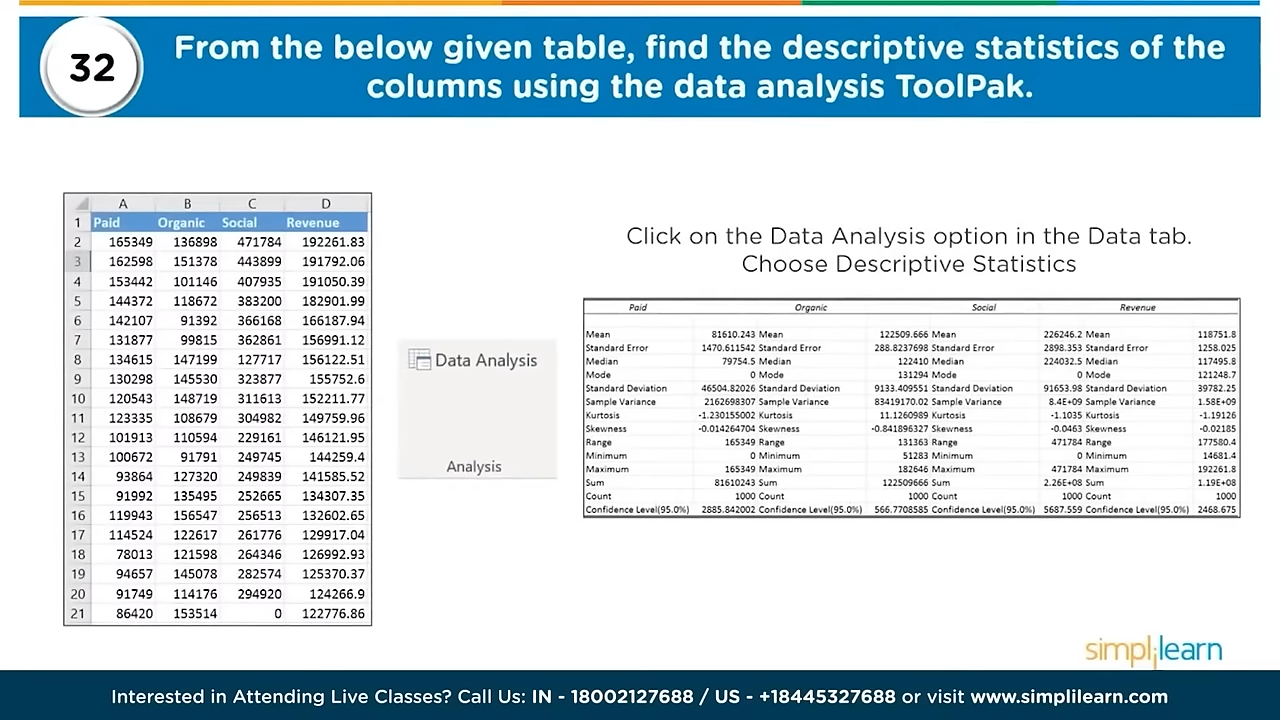 32
From the below given table, find the descriptive statistics of the
columns using the data analysis ToolPak.
A B C D
1 Paid Organic Social Revenue
2 165349 136898 471784 192261.83
3 162598 151378 443899 191792.06
4 153442 101146 407935 191050.39
5 144372 118672 383200 182901.99
6 142107 91392 366168 166187.94
7 131877 99815 362861 156991.12
8 134615 147199 127717 156122.51
9 130298 145530 323877 155752.6
10 120543 148719 311613 152211.77
11 123335 108679 304982 149759.96
12 101913 110594 229161 146121.95
13 100672 91791 249745 144259.4
14 93864 127320 249839 141585.52
15 91992 135495 252665 134307.35
16 119943 156547 256513 132602.65
17 114524 122617 261776 129917.04
18 78013 121598 264346 126992.93
19 94657 145078 282574 125370.37
20 91749 114176 294920 124266.9
21 86420 153514 0 122776.86
Data Analysis
Analysis
Click on the Data Analysis option in the Data tab.
Choose Descriptive Statistics
Paid Organic Social Revenue
Mean 81610.243 Mean 122509.666 Mean 226246.2 Mean 118751.8
Standard Error 1470.611542 Standard Error 288.8237698 Standard Error 2898.353 Standard Error 1258.025
Median 79754.5 Median 122410 Median 224032.5 Median 117495.8
Mode 0 Mode 131294 Mode 0 Mode 121248.7
Standard Deviation 46504.82026 Standard Deviation 9133.409551 Standard Deviation 91653.98 Standard Deviation 39782.25
Sample Variance 2162698307 Sample Variance 83419170.02 Sample Variance 8.4E+09 Sample Variance 1.58E+09
Kurtosis -1.230155002 Kurtosis 11.1260989 Kurtosis -1.1035 Kurtosis -1.19126
Skewness -0.014264704 Skewness -0.841896327 Skewness -0.0463 Skewness -0.02185
Range 165349 Range 131363 Range 471784 Range 177580.4
Minimum 0 Minimum 51283 Minimum 0 Minimum 14681.4
Maximum 165349 Maximum 182646 Maximum 471784 Maximum 192261.8
Sum 81610243 Sum 122509666 Sum 2.26E+08 Sum 1.19E+08
Count 1000 Count 1000 Count 1000 Count 1000
Confidence Level(95.0%) 2885.842002 Confidence Level(95.0%) 566.7708585 Confidence Level(95.0%) 5687.559 Confidence Level(95.0%) 2468.675
simplilearn
Interested in Attending Live Classes? Call Us: IN - 18002127688 / US - +18445327688 or visit www.simplilearn.com